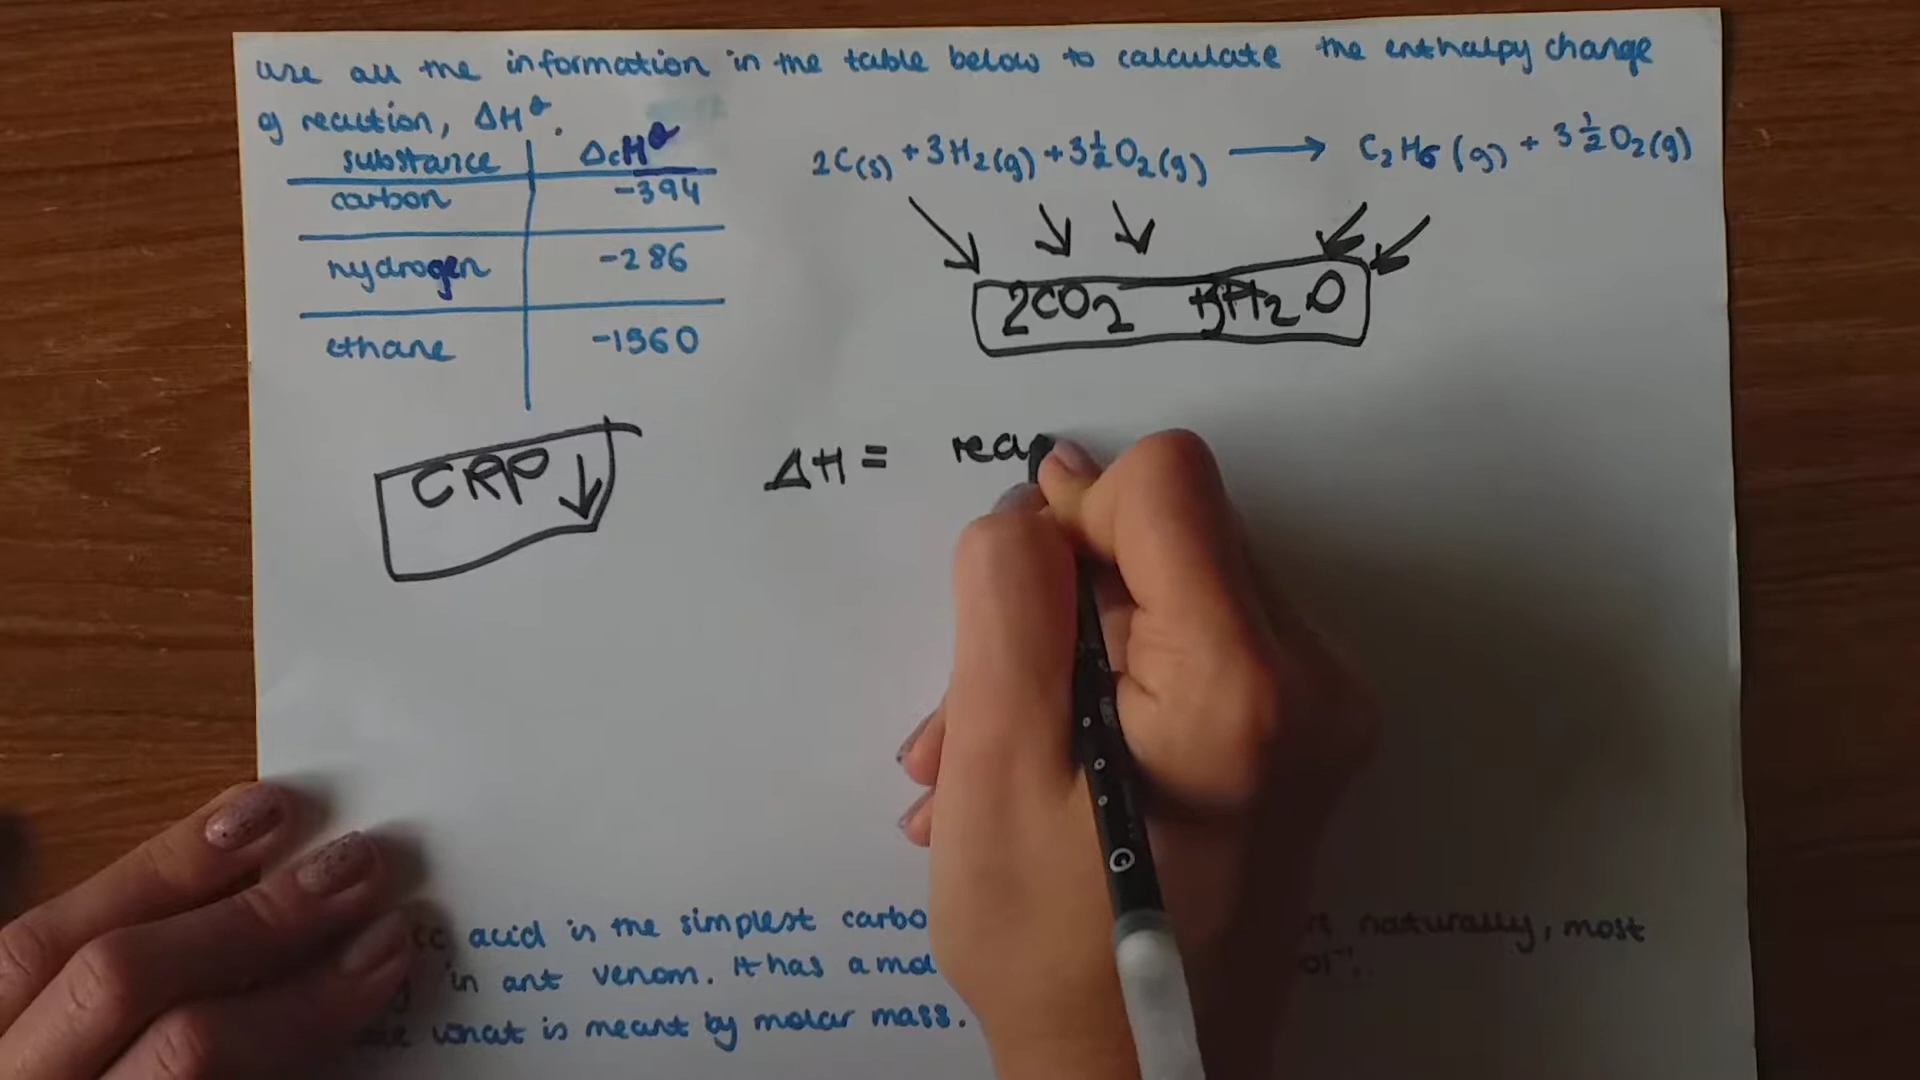 use all the information in the table below to calculate the enthalpy change
of reaction, ΔH⦵.
substance ΔcH⦵
carbon -394
hydrogen -286
ethane -1560
2C(s) + 3H₂(g) + 3½O₂(g) ⟶ C₂H₆(g) + 3½O₂(g)
2CO₂ + 3H₂O
CRP ↓
ΔH = rea
acid is the simplest carbo naturally, most
in ant venom. It has a mol
what is meant by molar mass.